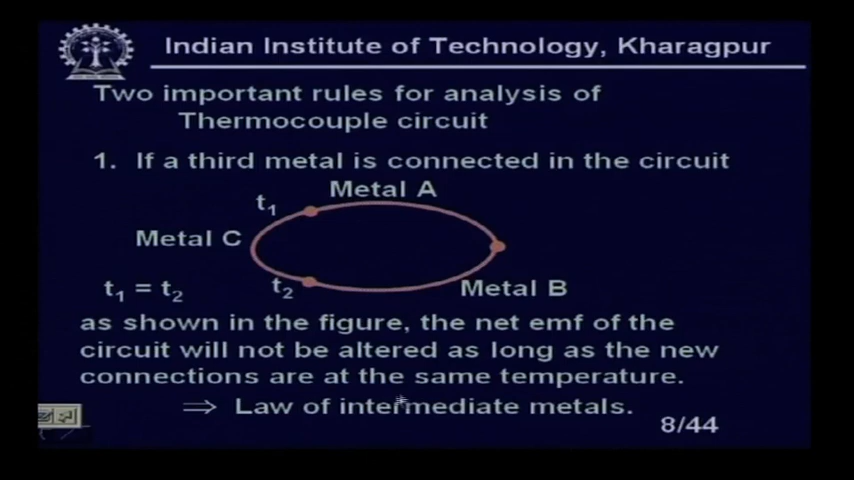 Indian Institute of Technology, Kharagpur
Two important rules for analysis of
Thermocouple circuit
1. If a third metal is connected in the circuit
Metal A
t₁
Metal C
t₁ = t₂
t₂
Metal B
as shown in the figure, the net emf of the
circuit will not be altered as long as the new
connections are at the same temperature.
⇒ Law of intermediate metals.
8/44